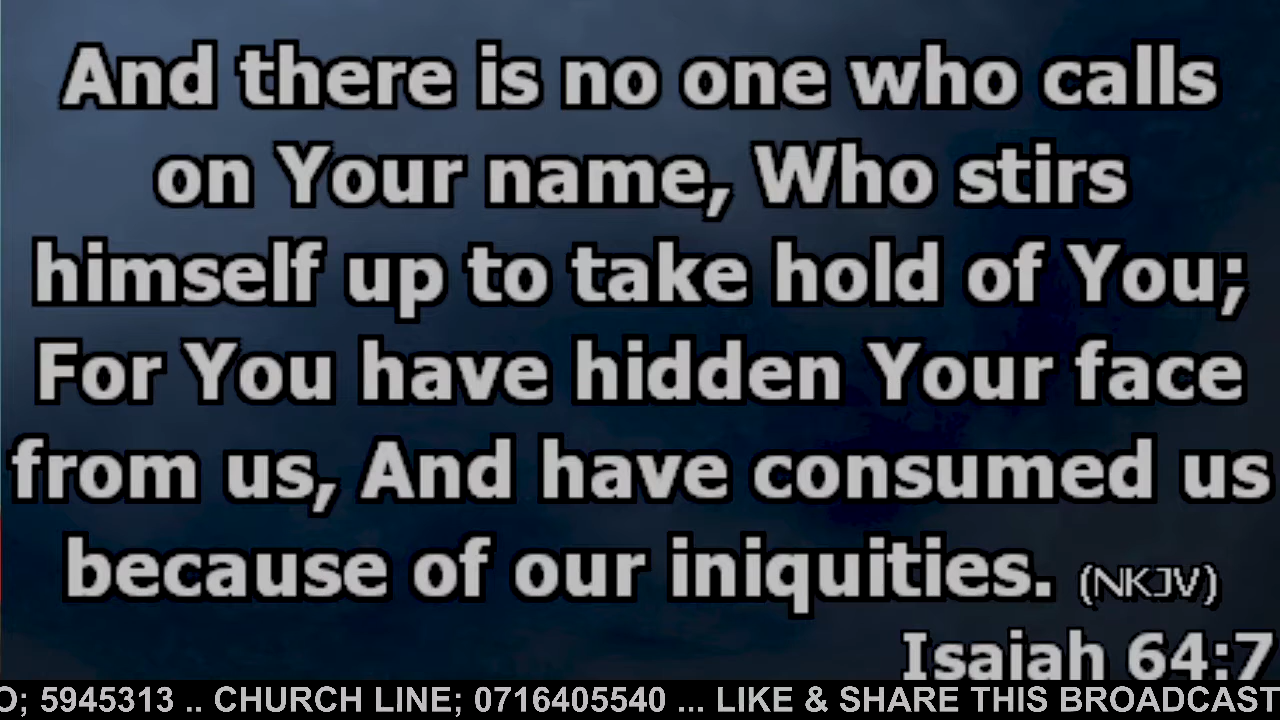 And there is no one who calls
on Your name, Who stirs
himself up to take hold of You;
For You have hidden Your face
from us, And have consumed us
because of our iniquities. (NKJV)
Isaiah 64:7
O; 5945313 .. CHURCH LINE; 0716405540 ... LIKE & SHARE THIS BROADCAST